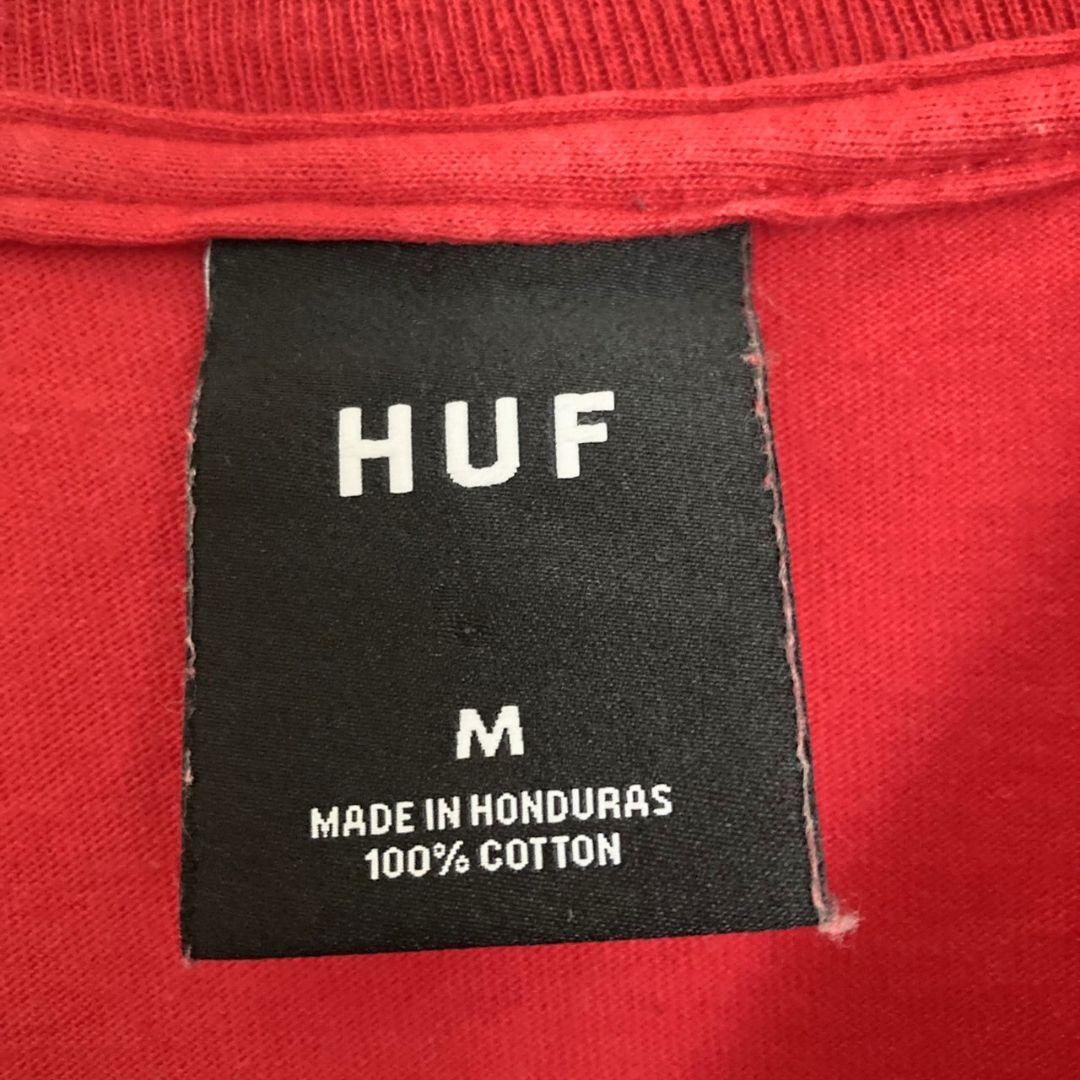 HUF
M
MADE IN HONDURAS
100% COTTON